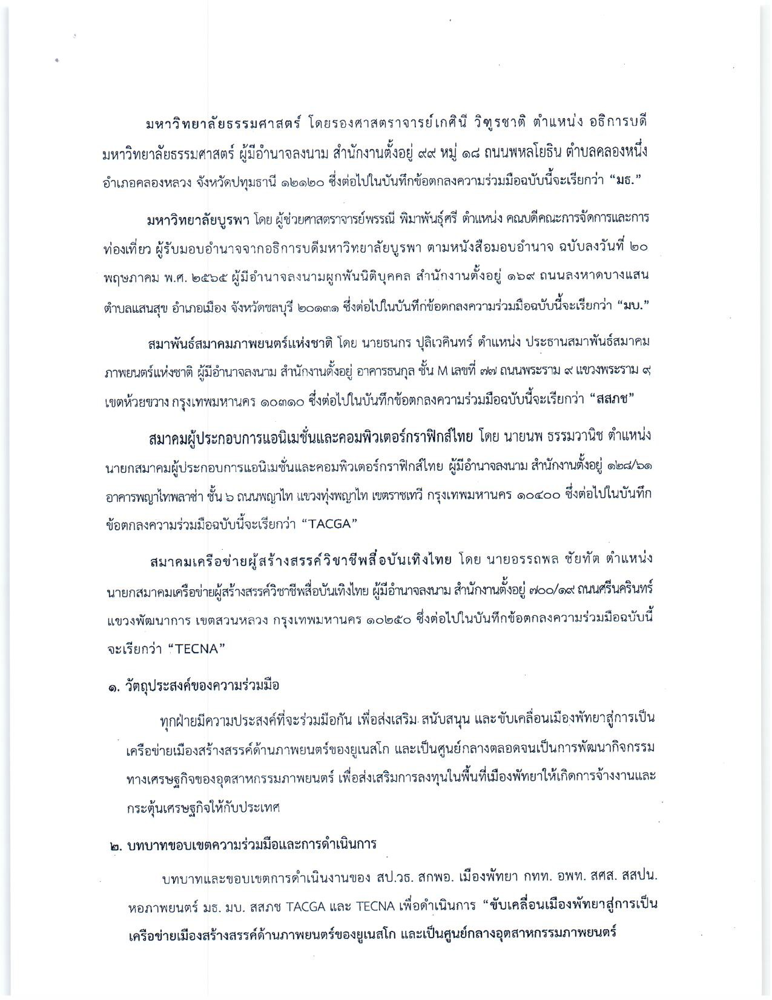 มหาวิทยาลัยธรรมศาสตร์ โดยรองศาสตราจารย์เกศินี วิฑูรชาติ ตำแหน่ง อธิการบดี
มหาวิทยาลัยธรรมศาสตร์ ผู้มีอำนาจลงนาม สำนักงานตั้งอยู่ ๙๙ หมู่ ๑๘ ถนนพหลโยธิน ตำบลคลองหนึ่ง
อำเภอคลองหลวง จังหวัดปทุมธานี ๑๒๑๒๐ ซึ่งต่อไปในบันทึกข้อตกลงความร่วมมือฉบับนี้จะเรียกว่า “มธ.”
มหาวิทยาลัยบูรพา โดย ผู้ช่วยศาสตราจารย์พรรณี พิมาพันธุ์ศรี ตำแหน่ง คณบดีคณะการจัดการและการ
ท่องเที่ยว ผู้รับมอบอำนาจจากอธิการบดีมหาวิทยาลัยบูรพา ตามหนังสือมอบอำนาจ ฉบับลงวันที่ ๒๐
พฤษภาคม พ.ศ. ๒๕๖๕ ผู้มีอำนาจลงนามผูกพันนิติบุคคล สำนักงานตั้งอยู่ ๑๖๙ ถนนลงหาดบางแสน
ตำบลแสนสุข อำเภอเมือง จังหวัดชลบุรี ๒๐๑๓๑ ซึ่งต่อไปในบันทึกข้อตกลงความร่วมมือฉบับนี้จะเรียกว่า “มบ.”
สมาพันธ์สมาคมภาพยนตร์แห่งชาติ โดย นายธนกร ปุลิเวคินทร์ ตำแหน่ง ประธานสมาพันธ์สมาคม
ภาพยนตร์แห่งชาติ ผู้มีอำนาจลงนาม สำนักงานตั้งอยู่ อาคารธนกุล ชั้น M เลขที่ ๗๗ ถนนพระราม ๙ แขวงพระราม ๙
เขตห้วยขวาง กรุงเทพมหานคร ๑๐๓๑๐ ซึ่งต่อไปในบันทึกข้อตกลงความร่วมมือฉบับนี้จะเรียกว่า “สสภช”
สมาคมผู้ประกอบการแอนิเมชั่นและคอมพิวเตอร์กราฟิกส์ไทย โดย นายนพ ธรรมวานิช ตำแหน่ง
นายกสมาคมผู้ประกอบการแอนิเมชั่นและคอมพิวเตอร์กราฟิกส์ไทย ผู้มีอำนาจลงนาม สำนักงานตั้งอยู่ ๑๒๘/๖๑
อาคารพญาไทพลาซ่า ชั้น ๖ ถนนพญาไท แขวงทุ่งพญาไท เขตราชเทวี กรุงเทพมหานคร ๑๐๔๐๐ ซึ่งต่อไปในบันทึก
ข้อตกลงความร่วมมือฉบับนี้จะเรียกว่า “TACGA”
สมาคมเครือข่ายผู้สร้างสรรค์วิชาชีพสื่อบันเทิงไทย โดย นายอรรถพล ชัยทัต ตำแหน่ง
นายกสมาคมเครือข่ายผู้สร้างสรรค์วิชาชีพสื่อบันเทิงไทย ผู้มีอำนาจลงนาม สำนักงานตั้งอยู่ ๗๐๐/๑๙ ถนนศรีนครินทร์
แขวงพัฒนาการ เขตสวนหลวง กรุงเทพมหานคร ๑๐๒๕๐ ซึ่งต่อไปในบันทึกข้อตกลงความร่วมมือฉบับนี้
จะเรียกว่า “TECNA”
๑. วัตถุประสงค์ของความร่วมมือ
ทุกฝ่ายมีความประสงค์ที่จะร่วมมือกัน เพื่อส่งเสริม สนับสนุน และขับเคลื่อนเมืองพัทยาสู่การเป็น
เครือข่ายเมืองสร้างสรรค์ด้านภาพยนตร์ของยูเนสโก และเป็นศูนย์กลางตลอดจนเป็นการพัฒนากิจกรรม
ทางเศรษฐกิจของอุตสาหกรรมภาพยนตร์ เพื่อส่งเสริมการลงทุนในพื้นที่เมืองพัทยาให้เกิดการจ้างงานและ
กระตุ้นเศรษฐกิจให้กับประเทศ
๒. บทบาทขอบเขตความร่วมมือและการดำเนินการ
บทบาทและขอบเขตการดำเนินงานของ สป.วธ. สกพอ. เมืองพัทยา กทท. อพท. สศส. สสปน.
หอภาพยนตร์ มธ. มบ. สสภช TACGA และ TECNA เพื่อดำเนินการ “ขับเคลื่อนเมืองพัทยาสู่การเป็น
เครือข่ายเมืองสร้างสรรค์ด้านภาพยนตร์ของยูเนสโก และเป็นศูนย์กลางอุตสาหกรรมภาพยนตร์